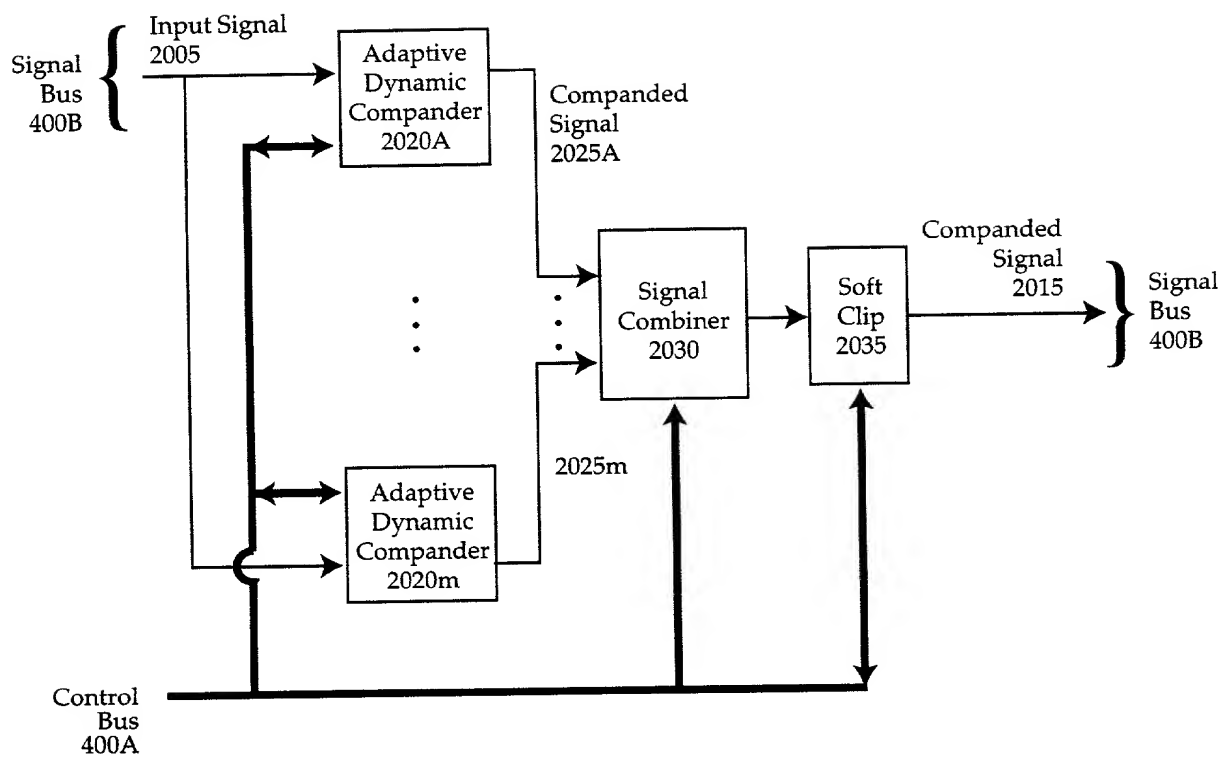 Input Signal
2005
Signal
Bus
400B
Adaptive
Dynamic
Compander
2020A
Companded
Signal
2025A
Signal
Combiner
2030
Soft
Clip
2035
Companded
Signal
2015
Signal
Bus
400B
2025m
Adaptive
Dynamic
Compander
2020m
Control
Bus
400A